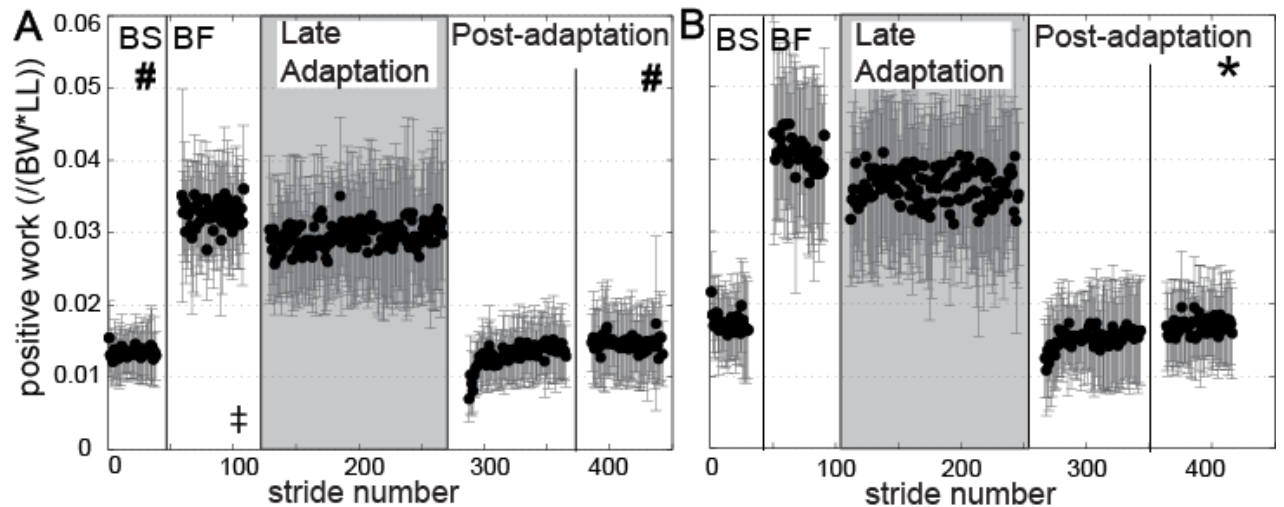 A
BS
BF
Late
Adaptation
Post-adaptation
#
#
‡
0.06
0.05
0.04
0.03
0.02
0.01
0
positive work (/(BW*LL))
0
100
200
300
400
stride number
B
BS
BF
Late
Adaptation
Post-adaptation
*
0
100
200
300
400
stride number